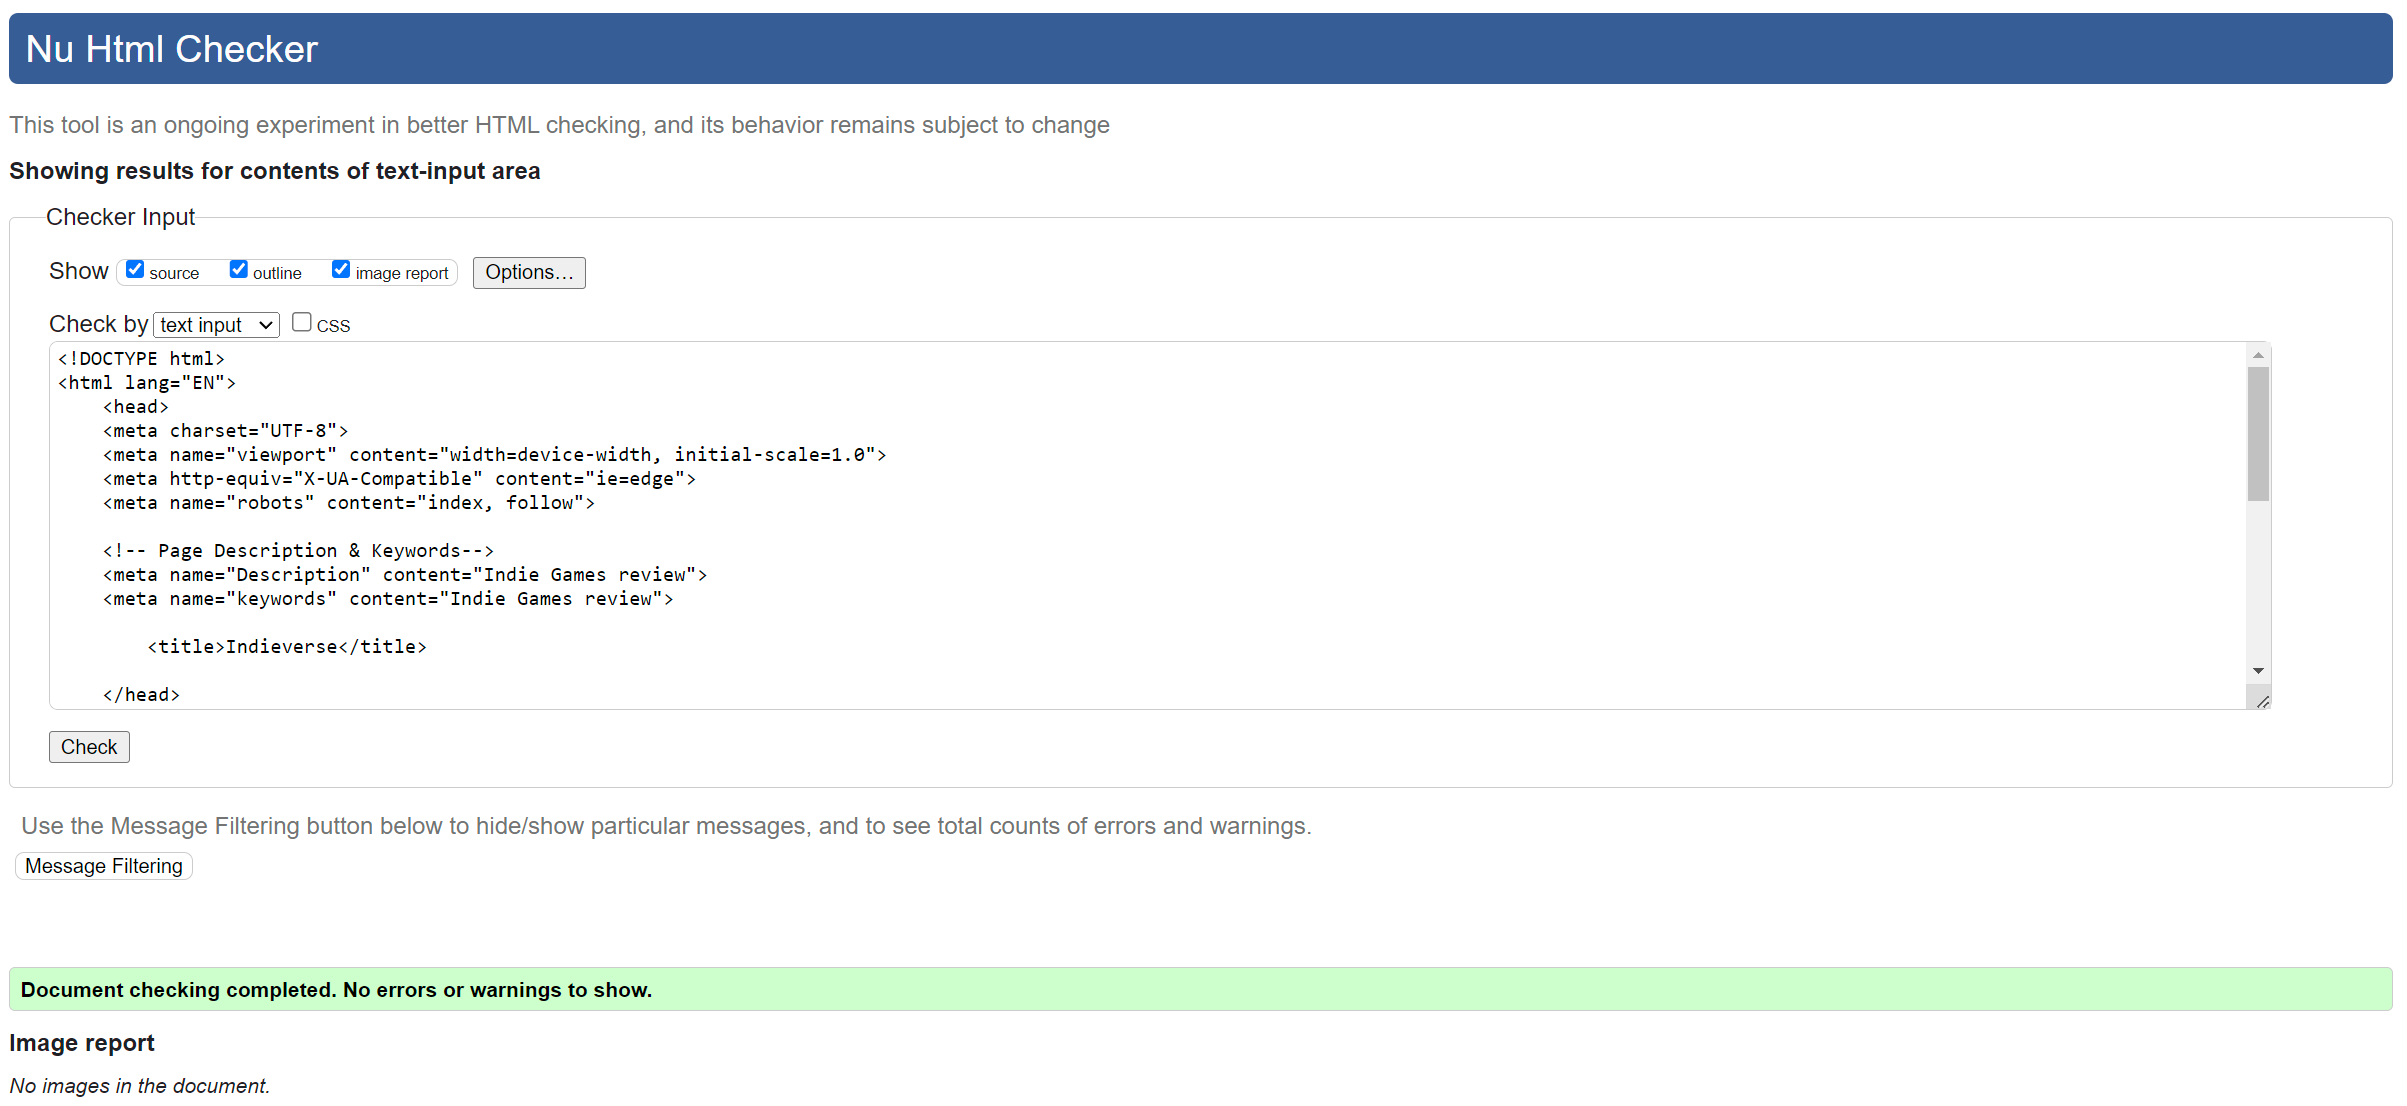 Nu Html Checker
This tool is an ongoing experiment in better HTML checking, and its behavior remains subject to change
Showing results for contents of text-input area
Checker Input
Show source outline image report Options...
Check by text input CSS
<!DOCTYPE html>
<html lang="EN">
    <head>
    <meta charset="UTF-8">
    <meta name="viewport" content="width=device-width, initial-scale=1.0">
    <meta http-equiv="X-UA-Compatible" content="ie=edge">
    <meta name="robots" content="index, follow">
    <!-- Page Description & Keywords-->
    <meta name="Description" content="Indie Games review">
    <meta name="keywords" content="Indie Games review">
        <title>Indieverse</title>
    </head>
Check
Use the Message Filtering button below to hide/show particular messages, and to see total counts of errors and warnings.
Message Filtering
Document checking completed. No errors or warnings to show.
Image report
No images in the document.